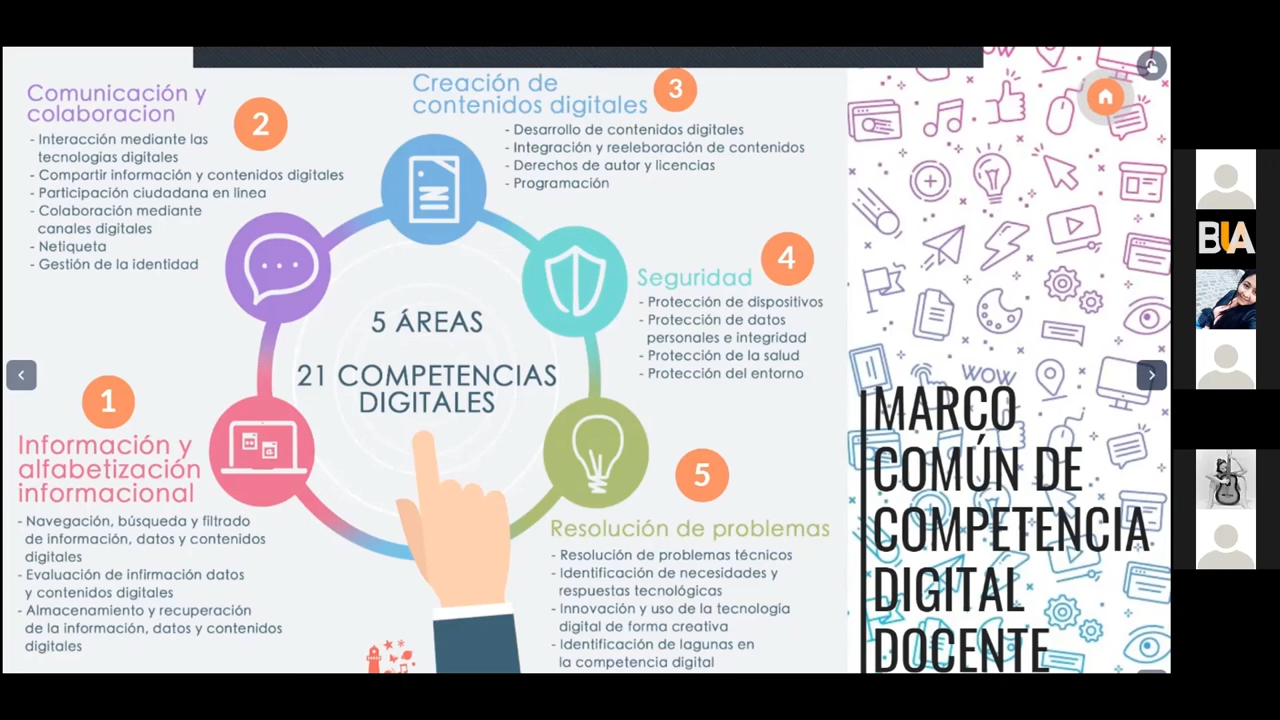 Comunicación y
colaboracion
2
- Interacción mediante las
tecnologías digitales
- Compartir información y contenidos digitales
- Participación ciudadana en linea
- Colaboración mediante
canales digitales
- Netiqueta
- Gestión de la identidad
Creación de
contenidos digitales
3
- Desarrollo de contenidos digitales
- Integración y reeleboración de contenidos
- Derechos de autor y licencias
- Programación
Seguridad
4
- Protección de dispositivos
- Protección de datos
personales e integridad
- Protección de la salud
- Protección del entorno
5 ÁREAS
21 COMPETENCIAS
DIGITALES
1
Información y
alfabetización
informacional
- Navegación, búsqueda y filtrado
de información, datos y contenidos
digitales
- Evaluación de infirmación datos
y contenidos digitales
- Almacenamiento y recuperación
de la información, datos y contenidos
digitales
5
Resolución de problemas
- Resolución de problemas técnicos
- Identificación de necesidades y
respuestas tecnológicas
- Innovación y uso de la tecnología
digital de forma creativa
- Identificación de lagunas en
la competencia digital
WOW
MARCO
COMÚN DE
COMPETENCIA
DIGITAL
DOCENTE
BUA